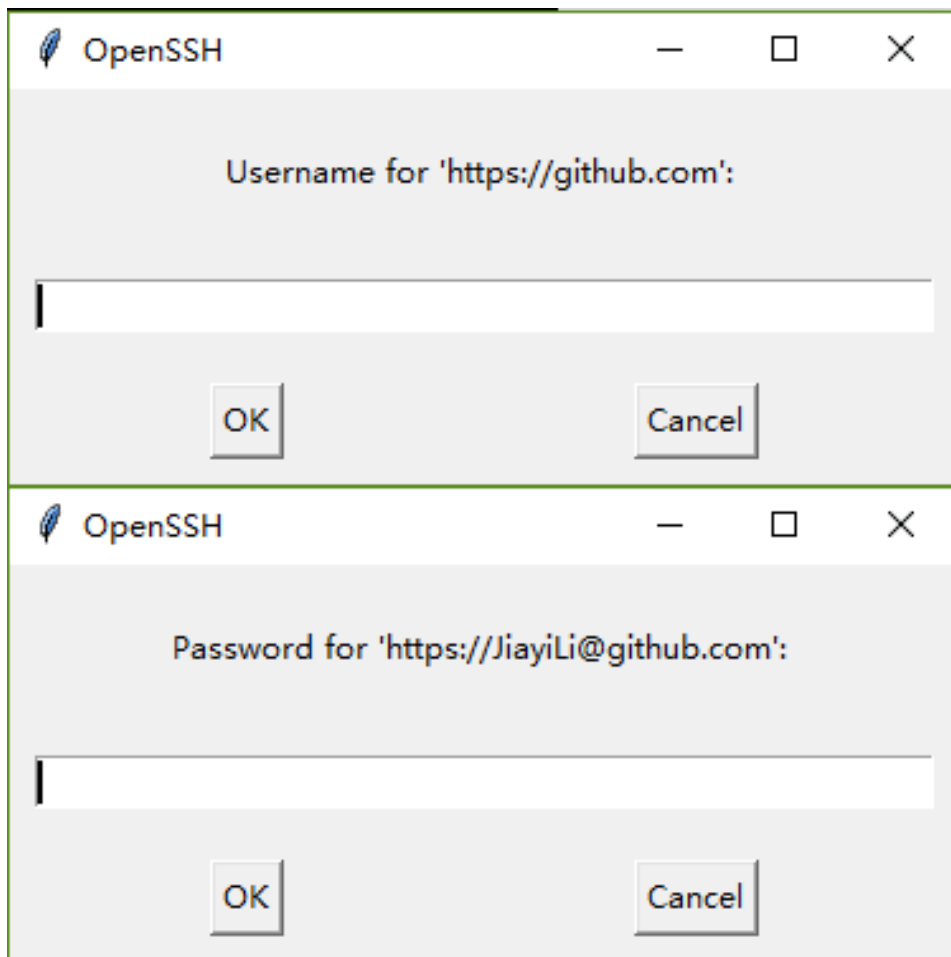 OpenSSH
Username for 'https://github.com':
OK Cancel
OpenSSH
Password for 'https://JiayiLi@github.com':
OK Cancel